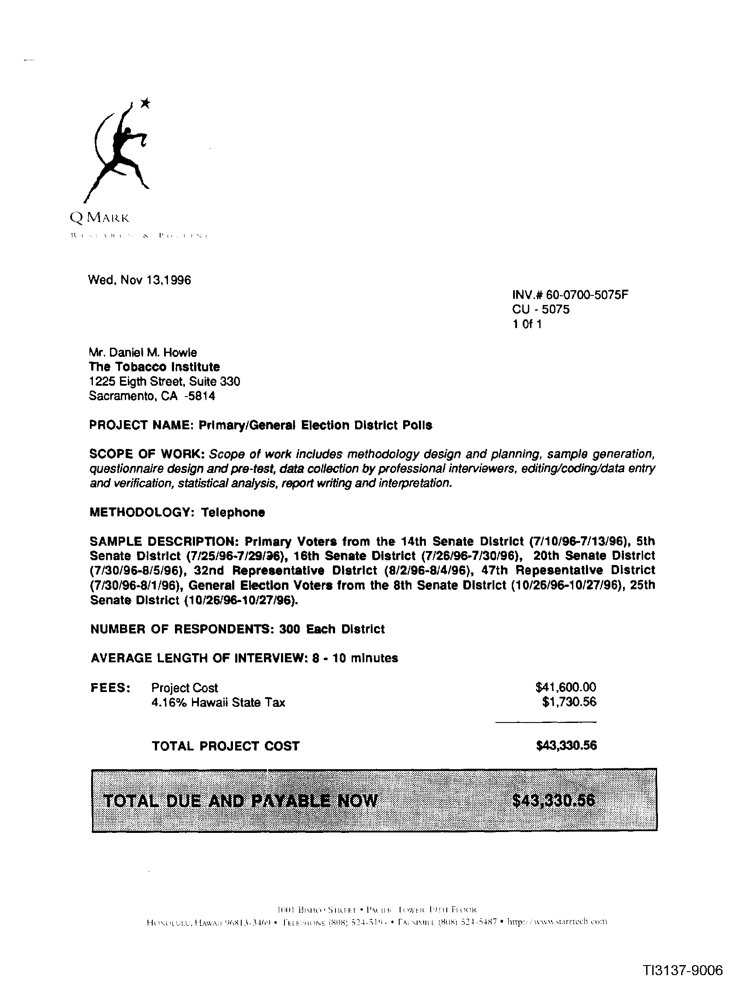 Q MARK
RESEARCH & POLLING
Wed, Nov 13,1996
INV.# 60-0700-5075F
CU - 5075
1 Of 1
Mr. Daniel M. Howle
The Tobacco Institute
1225 Eigth Street, Suite 330
Sacramento, CA -5814
PROJECT NAME: Primary/General Election District Polls
SCOPE OF WORK: Scope of work includes methodology design and planning, sample generation,
questionnaire design and pre-test, data collection by professional interviewers, editing/coding/data entry
and verification, statistical analysis, report writing and interpretation.
METHODOLOGY: Telephone
SAMPLE DESCRIPTION: Primary Voters from the 14th Senate District (7/10/96-7/13/96), 5th
Senate District (7/25/96-7/29/96), 16th Senate District (7/26/96-7/30/96), 20th Senate District
(7/30/96-8/5/96), 32nd Representative District (8/2/96-8/4/96), 47th Repesentative District
(7/30/96-8/1/96), General Election Voters from the 8th Senate District (10/26/96-10/27/96), 25th
Senate District (10/26/96-10/27/96).
NUMBER OF RESPONDENTS: 300 Each District
AVERAGE LENGTH OF INTERVIEW: 8 - 10 minutes
FEES: Project Cost $41,600.00
4.16% Hawaii State Tax $1,730.56
TOTAL PROJECT COST $43,330.56
TOTAL DUE AND PAYABLE NOW $43,330.56
1001 BISHOP STREET • PACIFIC TOWER 19TH FLOOR
HONOLULU, HAWAII 96813-3469 • TELEPHONE (808) 524-519- • FACSIMILE (808) 524-5487 • http://www.starrtech.com
TI3137-9006